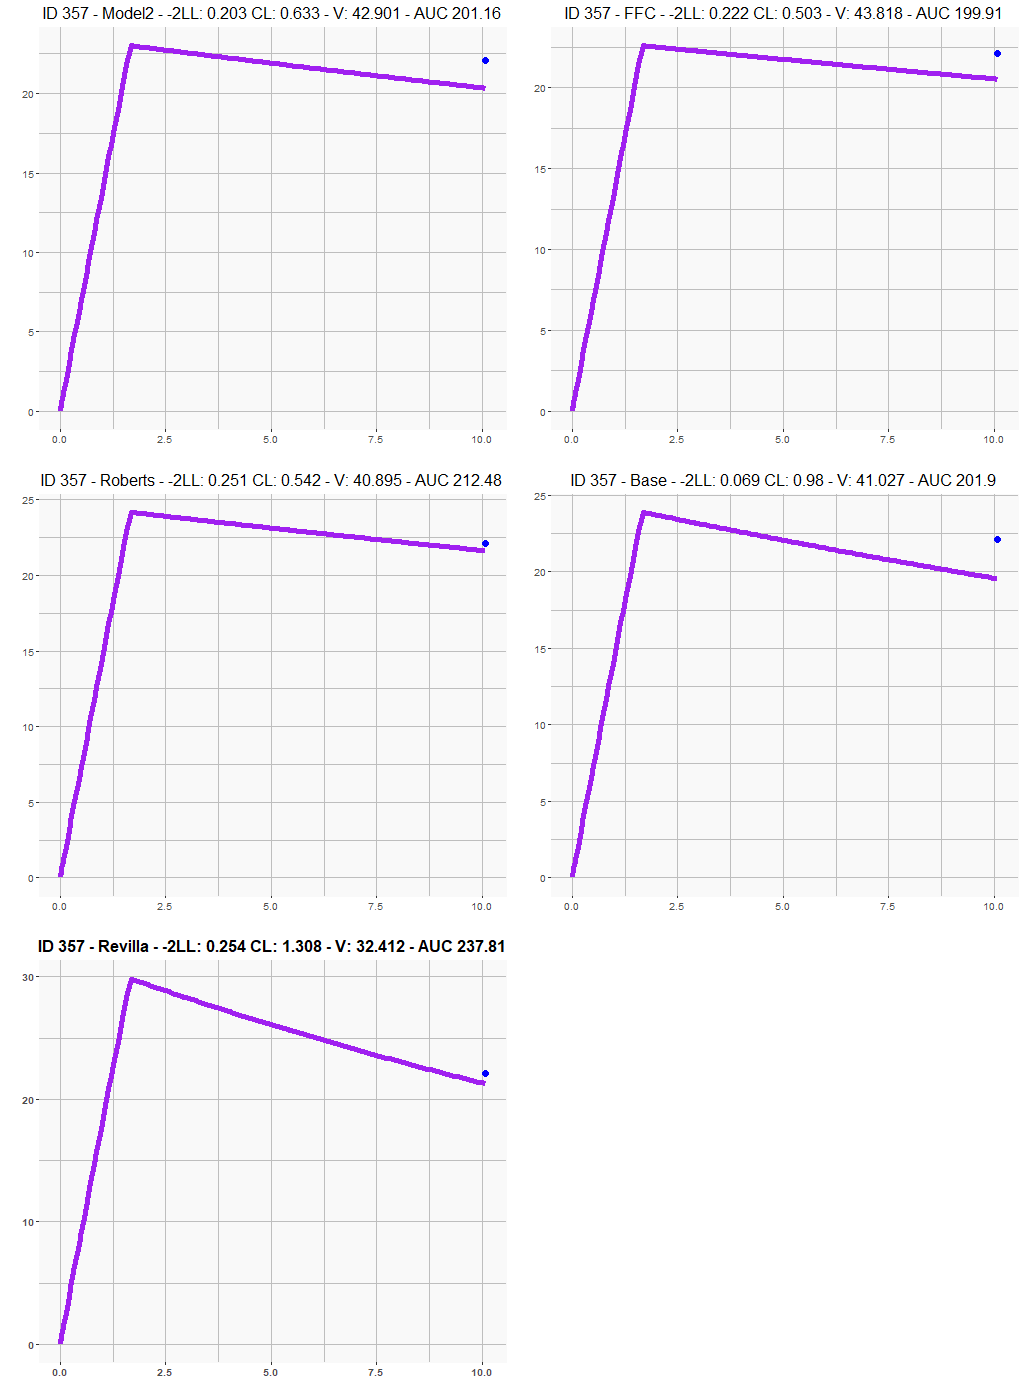 ID 357 - Model2 - -2LL: 0.203 CL: 0.633 - V: 42.901 - AUC 201.16
20
15
10
5
0
0.0 2.5 5.0 7.5 10.0
ID 357 - FFC - -2LL: 0.222 CL: 0.503 - V: 43.818 - AUC 199.91
20
15
10
5
0
0.0 2.5 5.0 7.5 10.0
ID 357 - Roberts - -2LL: 0.251 CL: 0.542 - V: 40.895 - AUC 212.48
25
20
15
10
5
0
0.0 2.5 5.0 7.5 10.0
ID 357 - Base - -2LL: 0.069 CL: 0.98 - V: 41.027 - AUC 201.9
25
20
15
10
5
0
0.0 2.5 5.0 7.5 10.0
ID 357 - Revilla - -2LL: 0.254 CL: 1.308 - V: 32.412 - AUC 237.81
30
20
10
0
0.0 2.5 5.0 7.5 10.0